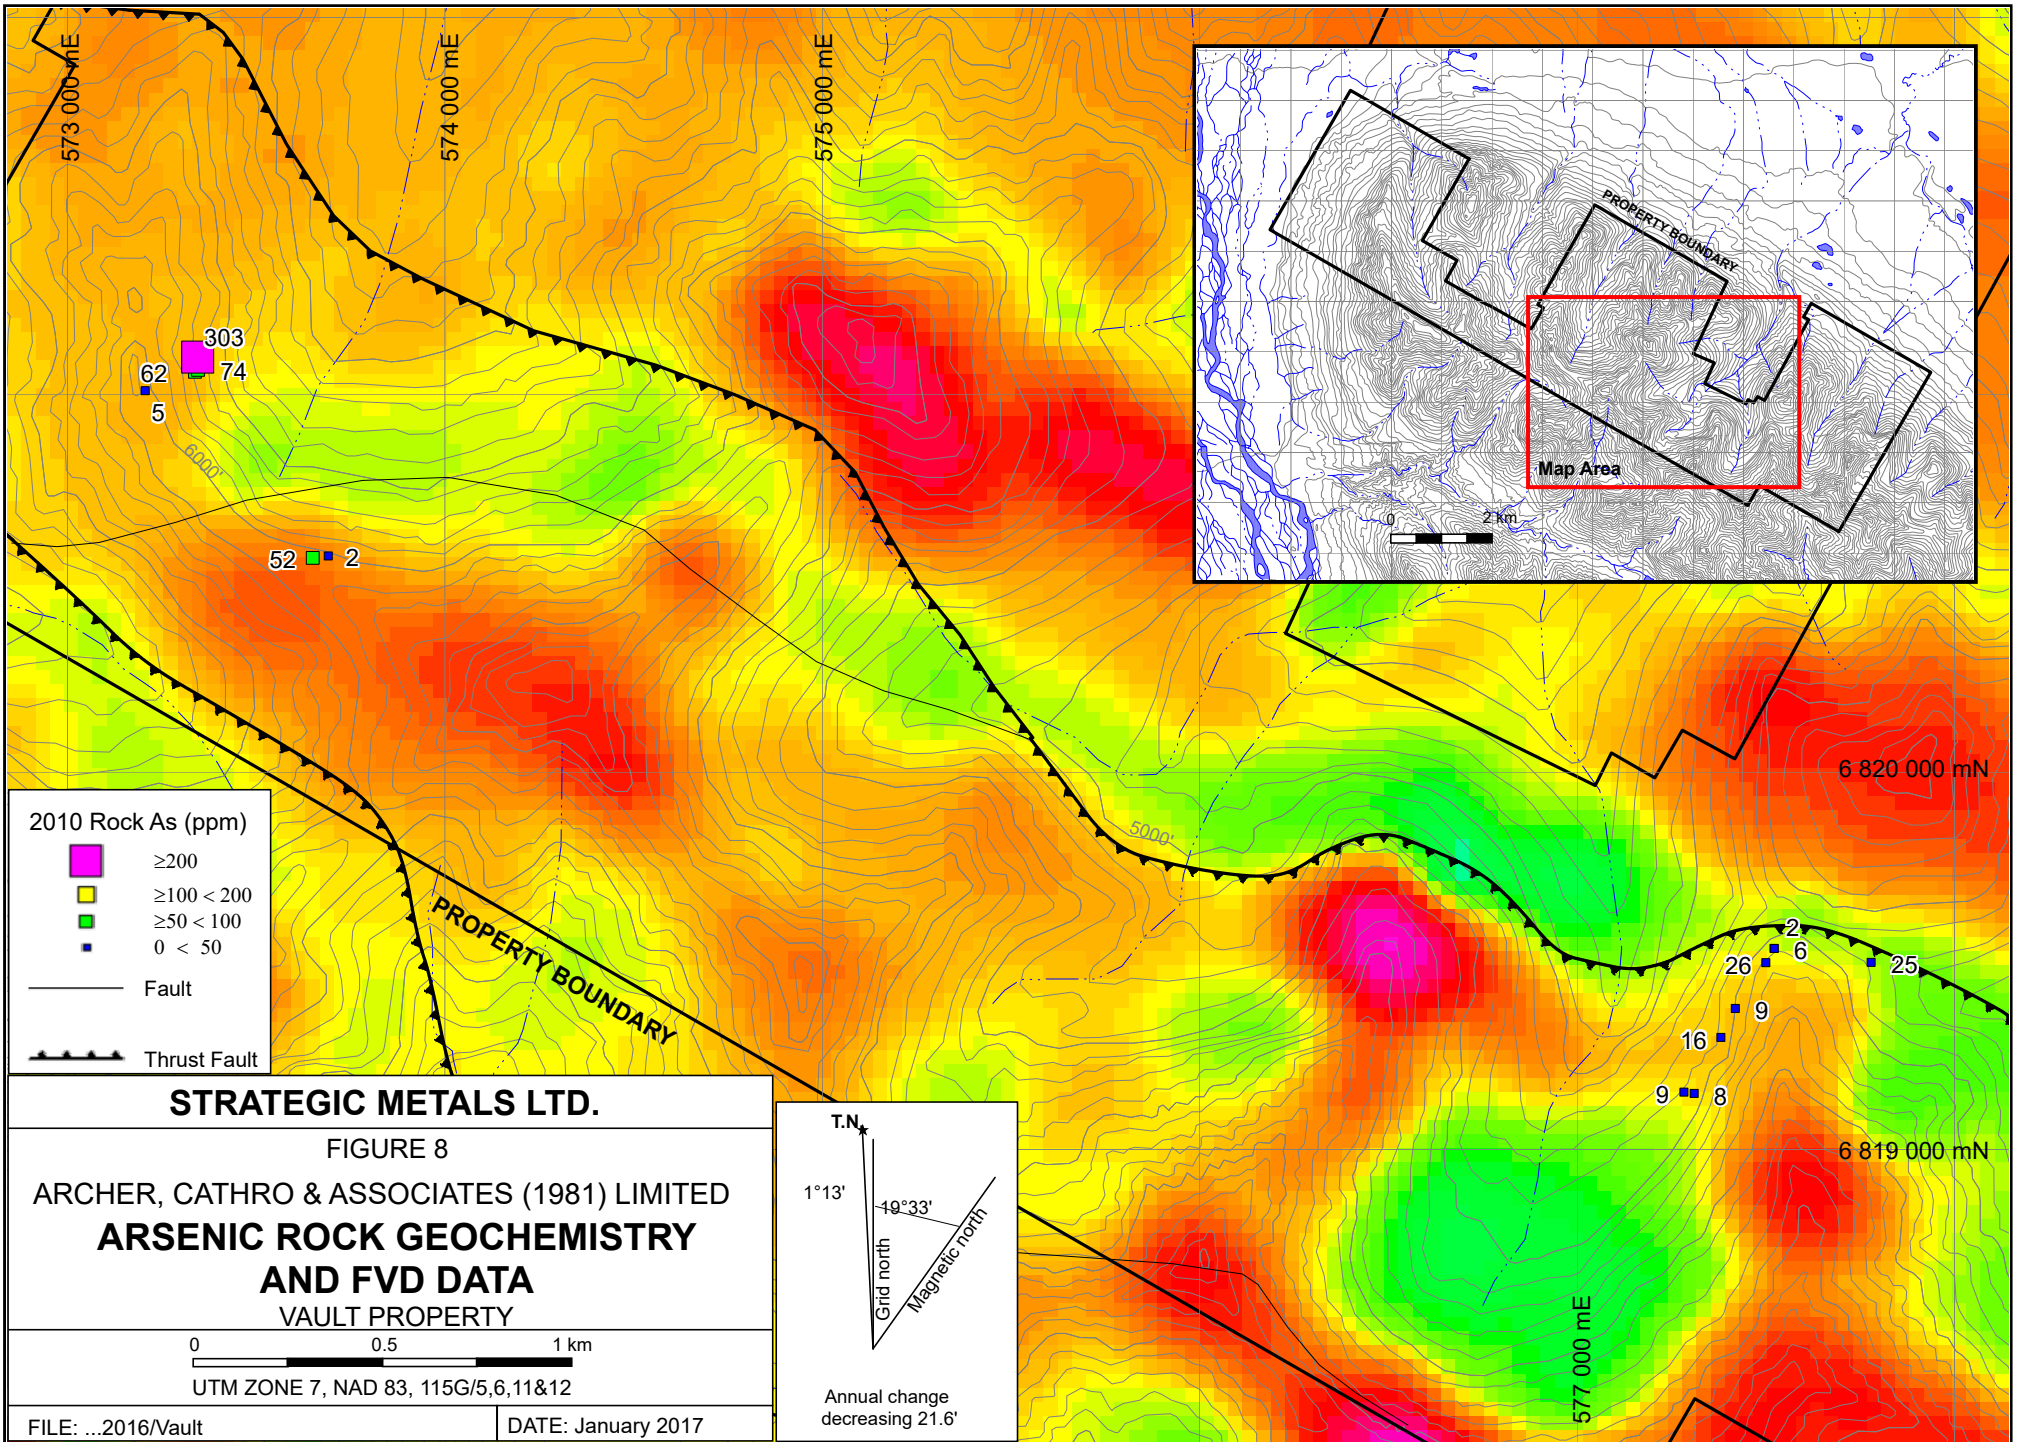 573 000 mE
574 000 mE
575 000 mE
PROPERTY BOUNDARY
Map Area
0 2 km
303
74
62
5
6000'
52
2
5000'
6 820 000 mN
2
6
26
25
9
16
9
8
6 819 000 mN
577 000 mE
PROPERTY BOUNDARY
2010 Rock As (ppm)
≥200
≥100 < 200
≥50 < 100
0 < 50
Fault
Thrust Fault
STRATEGIC METALS LTD.
FIGURE 8
ARCHER, CATHRO & ASSOCIATES (1981) LIMITED
ARSENIC ROCK GEOCHEMISTRY
AND FVD DATA
VAULT PROPERTY
0 0.5 1 km
UTM ZONE 7, NAD 83, 115G/5,6,11&12
FILE: ...2016/Vault
DATE: January 2017
T.N.
1°13'
19°33'
Grid north
Magnetic north
Annual change
decreasing 21.6'